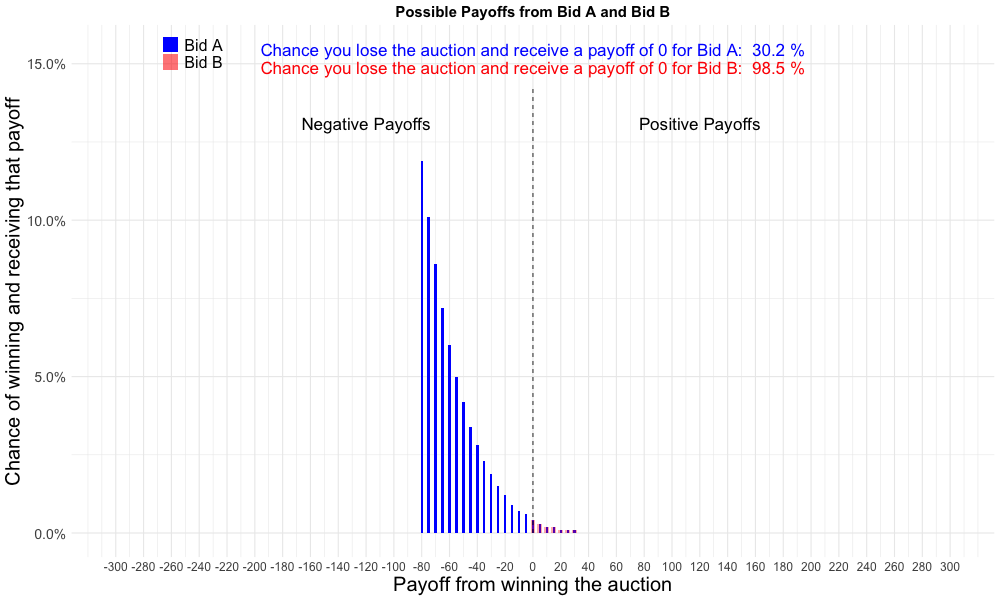 Possible Payoffs from Bid A and Bid B
Bid A
Bid B
Chance you lose the auction and receive a payoff of 0 for Bid A: 30.2 %
Chance you lose the auction and receive a payoff of 0 for Bid B: 98.5 %
Negative Payoffs
Positive Payoffs
Chance of winning and receiving that payoff
15.0%
10.0%
5.0%
0.0%
-300 -280 -260 -240 -220 -200 -180 -160 -140 -120 -100 -80 -60 -40 -20 0 20 40 60 80 100 120 140 160 180 200 220 240 260 280 300
Payoff from winning the auction